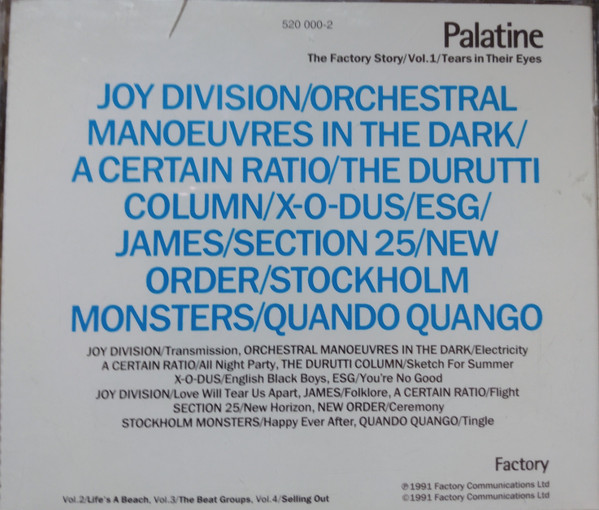 520 000-2
Palatine
The Factory Story/Vol.1/Tears in Their Eyes
JOY DIVISION/ORCHESTRAL
MANOEUVRES IN THE DARK/
A CERTAIN RATIO/THE DURUTTI
COLUMN/X-O-DUS/ESG/
JAMES/SECTION 25/NEW
ORDER/STOCKHOLM
MONSTERS/QUANDO QUANGO
JOY DIVISION/Transmission, ORCHESTRAL MANOEUVRES IN THE DARK/Electricity
A CERTAIN RATIO/All Night Party, THE DURUTTI COLUMN/Sketch For Summer
X-O-DUS/English Black Boys, ESG/You're No Good
JOY DIVISION/Love Will Tear Us Apart, JAMES/Folklore, A CERTAIN RATIO/Flight
SECTION 25/New Horizon, NEW ORDER/Ceremony
STOCKHOLM MONSTERS/Happy Ever After, QUANDO QUANGO/Tingle
Factory
℗1991 Factory Communications Ltd
©1991 Factory Communications Ltd
Vol.2/Life's A Beach, Vol.3/The Beat Groups, Vol.4/Selling Out